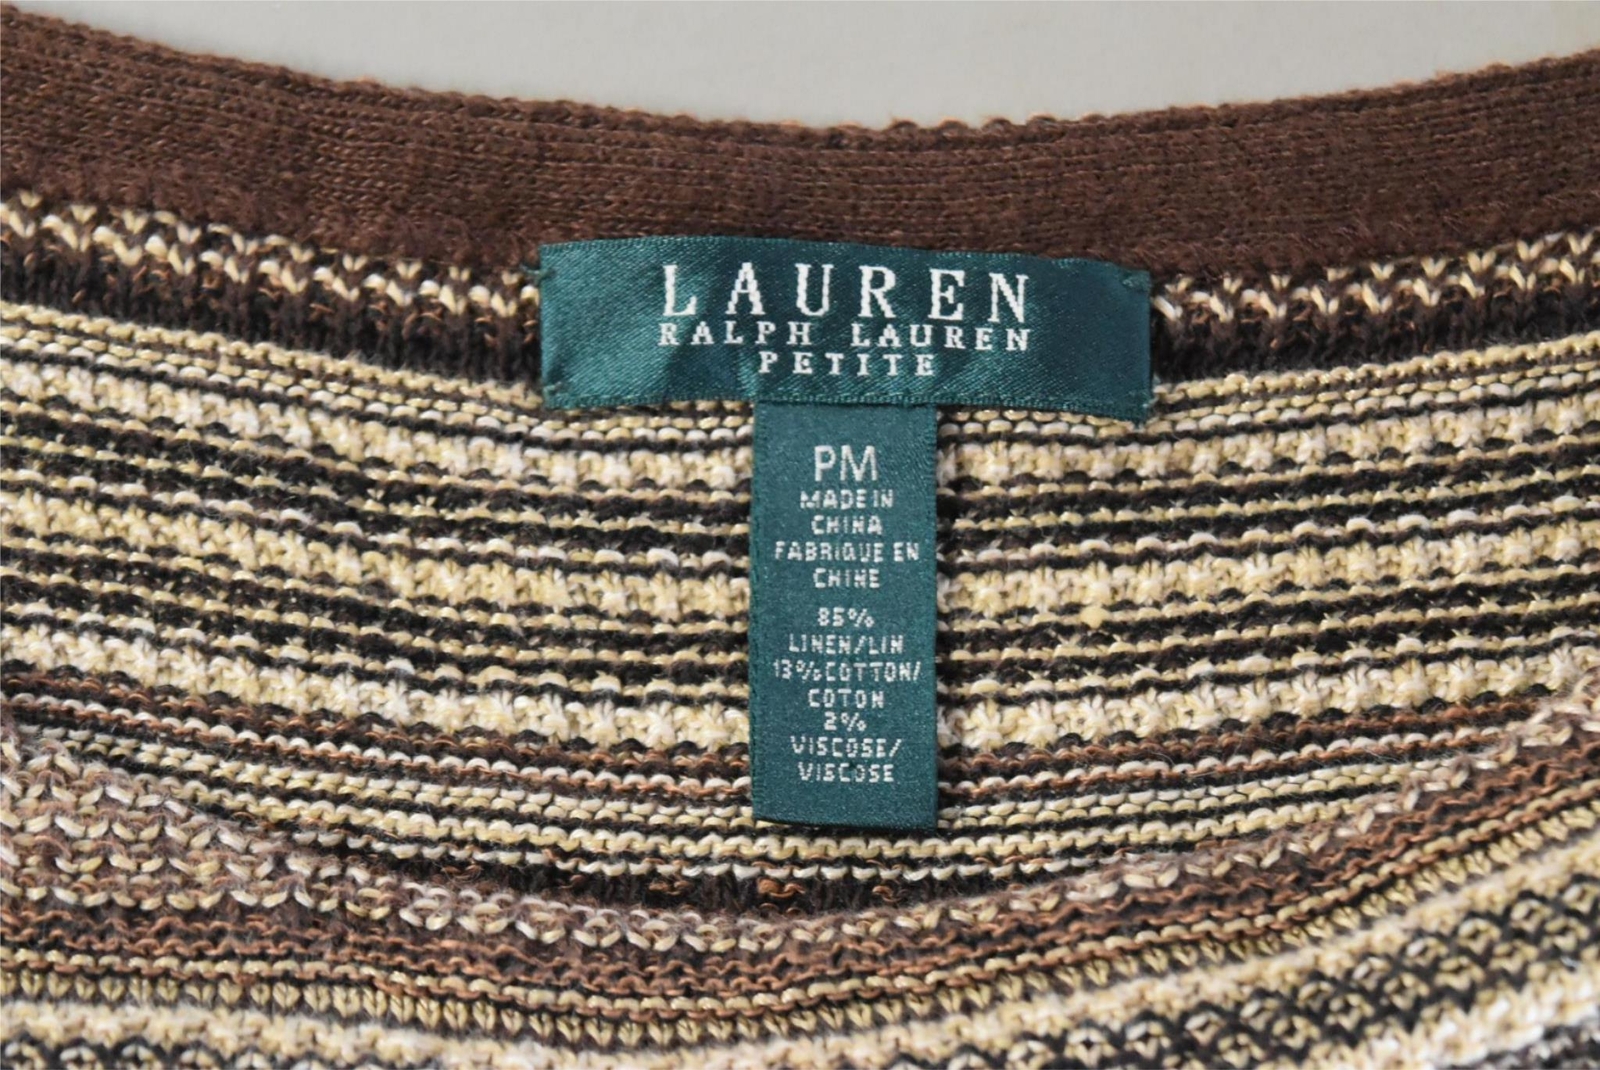 LAUREN
RALPH LAUREN
PETITE
PM
MADE IN
CHINA
FABRIQUE EN
CHINE
85%
LINEN/LIN
13%COTTON/
COTON
2%
VISCOSE/
VISCOSE